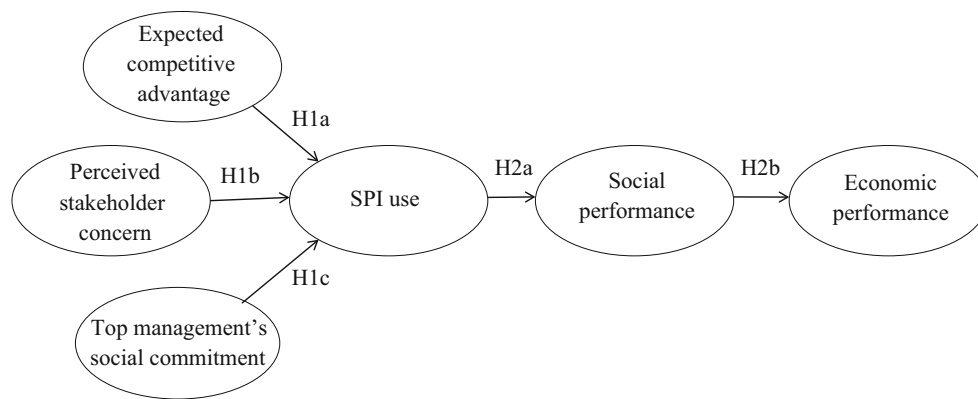 Expected
competitive
advantage
H1a
Perceived
stakeholder
concern
H1b
SPI use
H2a
Social
performance
H2b
Economic
performance
H1c
Top management’s
social commitment